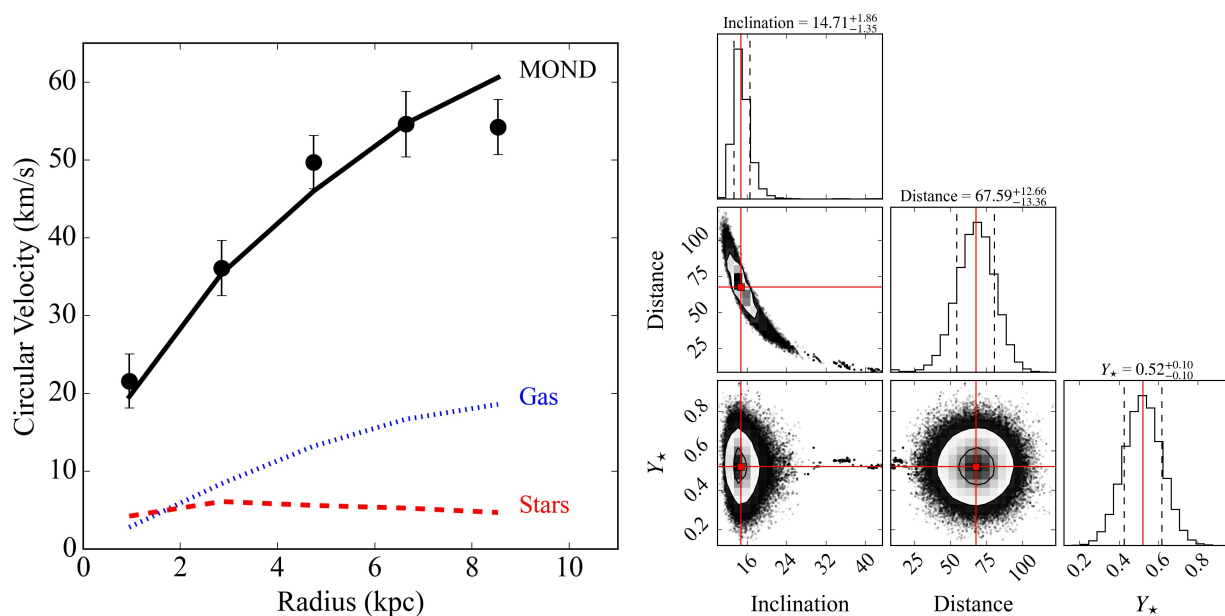 Circular Velocity (km/s)
60
50
40
30
20
10
0
0 2 4 6 8 10
Radius (kpc)
MOND
Gas
Stars
Inclination = 14.71 +1.86 −1.35
Distance = 67.59 +12.66 −13.36
Y⋆ = 0.52 +0.10 −0.10
Distance
100
75
50
25
Y⋆
0.8
0.6
0.4
0.2
16 24 32 40
Inclination
25 50 75 100
Distance
0.2 0.4 0.6 0.8
Y⋆